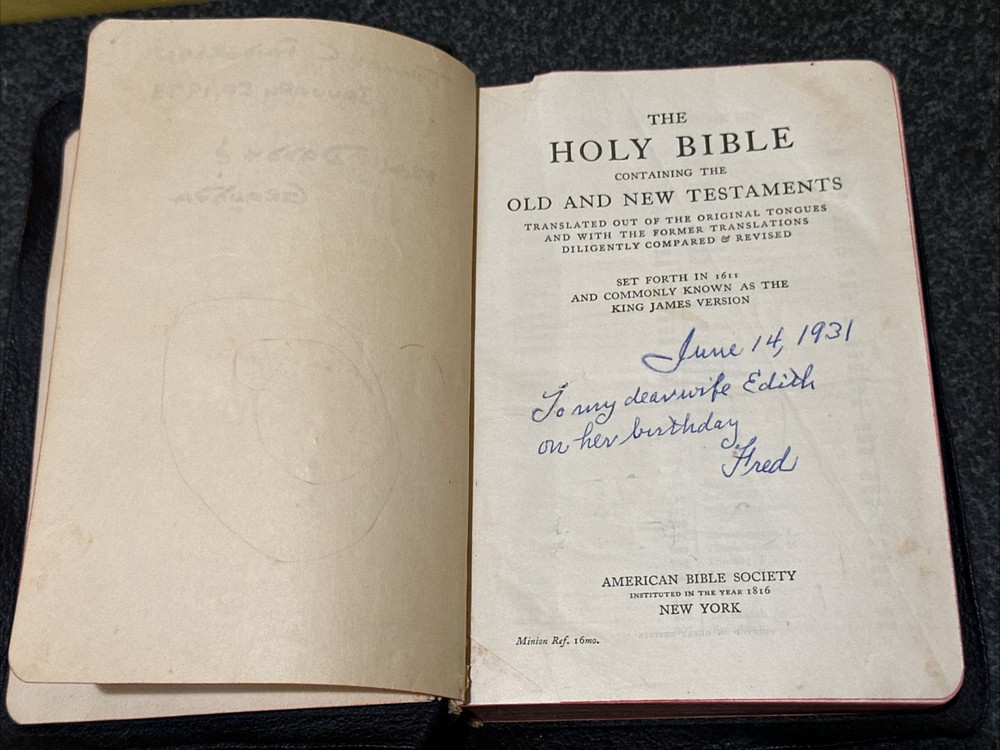 THE
HOLY BIBLE
CONTAINING THE
OLD AND NEW TESTAMENTS
TRANSLATED OUT OF THE ORIGINAL TONGUES
AND WITH THE FORMER TRANSLATIONS
DILIGENTLY COMPARED & REVISED
SET FORTH IN 1611
AND COMMONLY KNOWN AS THE
KING JAMES VERSION
June 14, 1931
To my dear wife Edith
on her birthday
Fred
AMERICAN BIBLE SOCIETY
INSTITUTED IN THE YEAR 1816
NEW YORK
Minion Ref. 16mo.